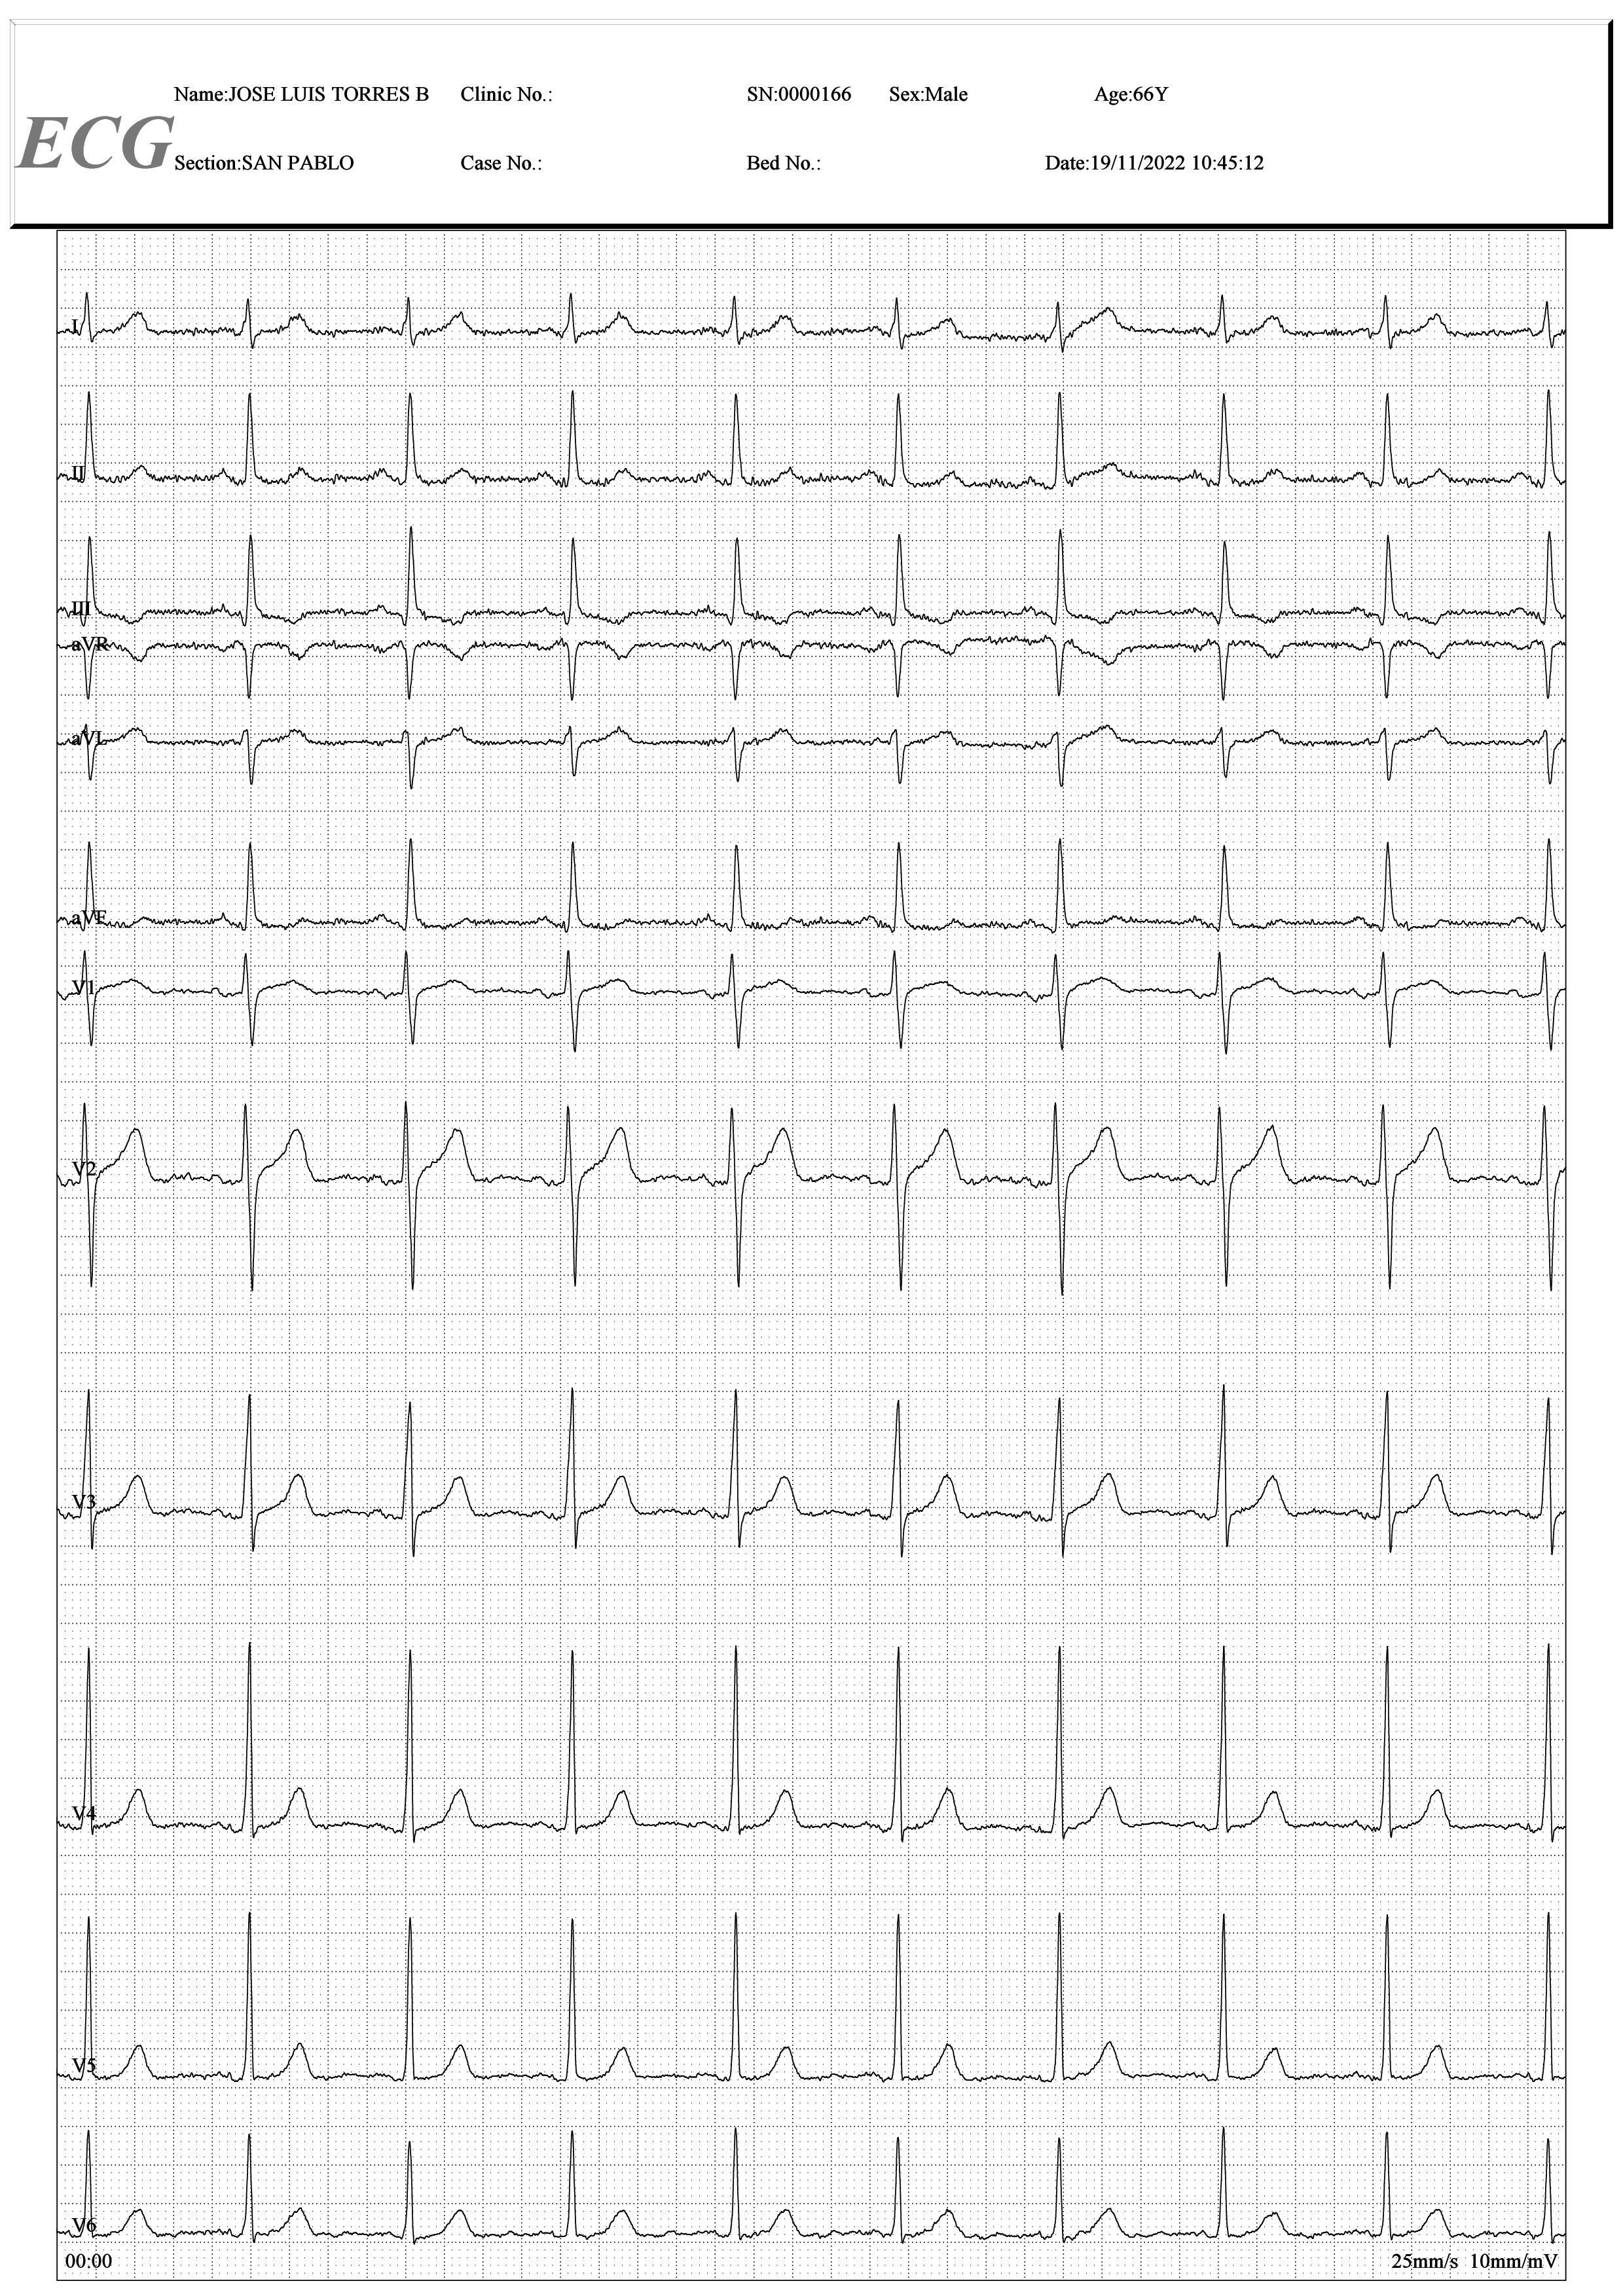 Name:JOSE LUIS TORRES B Clinic No.: SN:0000166 Sex:Male Age:66Y
ECG
Section:SAN PABLO Case No.: Bed No.: Date:19/11/2022 10:45:12
I
II
III
aVR
aVL
aVF
V1
V2
V3
V4
V5
V6
00:00 25mm/s 10mm/mV